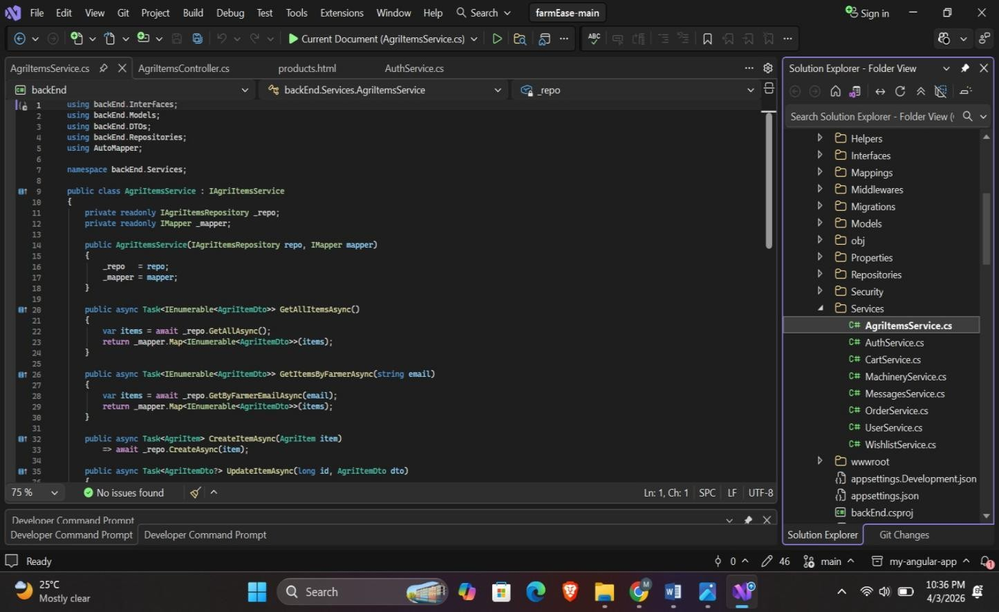 File Edit View Git Project Build Debug Test Tools Extensions Window Help Search farmEase-main Sign in
Current Document (AgriItemsService.cs) ABC
AgriItemsService.cs AgriItemsController.cs products.html AuthService.cs
backEnd backEnd.Services.AgriItemsService _repo
1 using backEnd.Interfaces;
2 using backEnd.Models;
3 using backEnd.DTOs;
4 using backEnd.Repositories;
5 using AutoMapper;
6
7 namespace backEnd.Services;
8
9 public class AgriItemsService : IAgriItemsService
10 {
11 private readonly IAgriItemsRepository _repo;
12 private readonly IMapper _mapper;
13
14 public AgriItemsService(IAgriItemsRepository repo, IMapper mapper)
15 {
16 _repo = repo;
17 _mapper = mapper;
18 }
19
20 public async Task<IEnumerable<AgriItemDto>> GetAllItemsAsync()
21 {
22 var items = await _repo.GetAllAsync();
23 return _mapper.Map<IEnumerable<AgriItemDto>>(items);
24 }
25
26 public async Task<IEnumerable<AgriItemDto>> GetItemsByFarmerAsync(string email)
27 {
28 var items = await _repo.GetByFarmerEmailAsync(email);
29 return _mapper.Map<IEnumerable<AgriItemDto>>(items);
30 }
31
32 public async Task<AgriItem> CreateItemAsync(AgriItem item)
33 => await _repo.CreateAsync(item);
34
35 public async Task<AgriItemDto?> UpdateItemAsync(long id, AgriItemDto dto)
36 {
75 % No issues found Ln: 1, Ch: 1 SPC LF UTF-8
Developer Command Prompt
Developer Command Prompt Developer Command Prompt
Solution Explorer - Folder View
Search Solution Explorer - Folder View (
Helpers
Interfaces
Mappings
Middlewares
Migrations
Models
obj
Properties
Repositories
Security
Services
C# AgriItemsService.cs
C# AuthService.cs
C# CartService.cs
C# MachineryService.cs
C# MessagesService.cs
C# OrderService.cs
C# UserService.cs
C# WishlistService.cs
wwwroot
appsettings.Development.json
appsettings.json
backEnd.csproj
Solution Explorer Git Changes
Ready 0 46 main my-angular-app 1
25°C
Mostly clear
Search
M
10:36 PM
4/3/2026